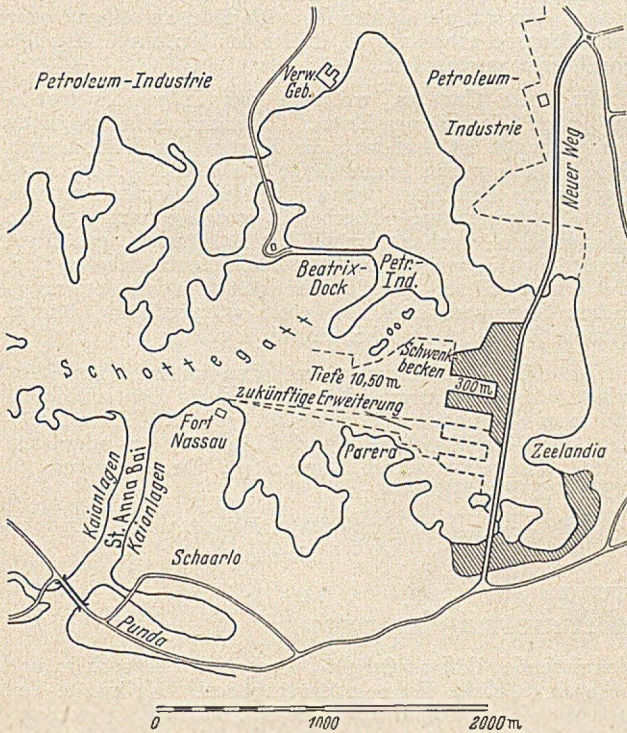 Petroleum-Industrie
Verw.
Geb.
Petroleum-
Industrie
Neuer Weg
Beatrix-
Dock
Petr.
Ind.
Schottegatt
Schwenk-
becken
Tiefe 10,50 m
300 m
zukünftige Erweiterung
Fort
Nassau
Parera
Zeelandia
Kaianlagen
St. Anna Bai
Kaianlagen
Schaarlo
Punda
0 1000 2000 m